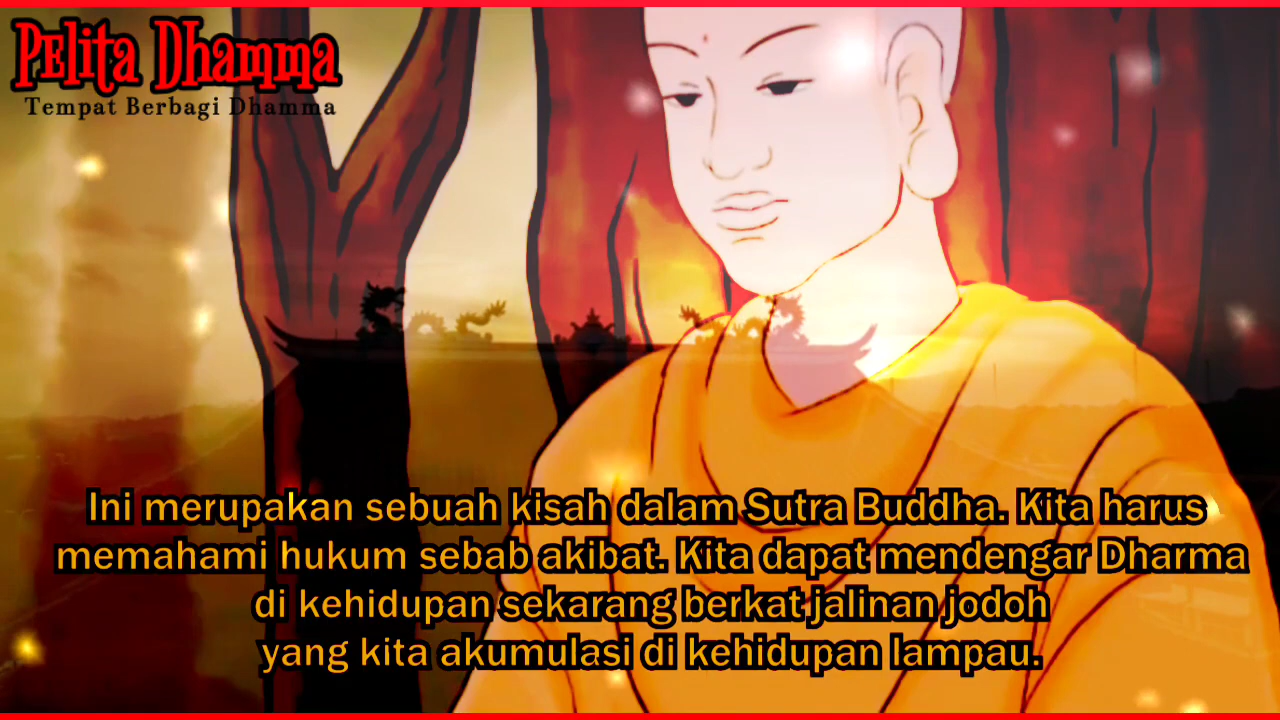 Pelita Dhamma
Tempat Berbagi Dhamma
Ini merupakan sebuah kisah dalam Sutra Buddha. Kita harus
memahami hukum sebab akibat. Kita dapat mendengar Dharma
di kehidupan sekarang berkat jalinan jodoh
yang kita akumulasi di kehidupan lampau.